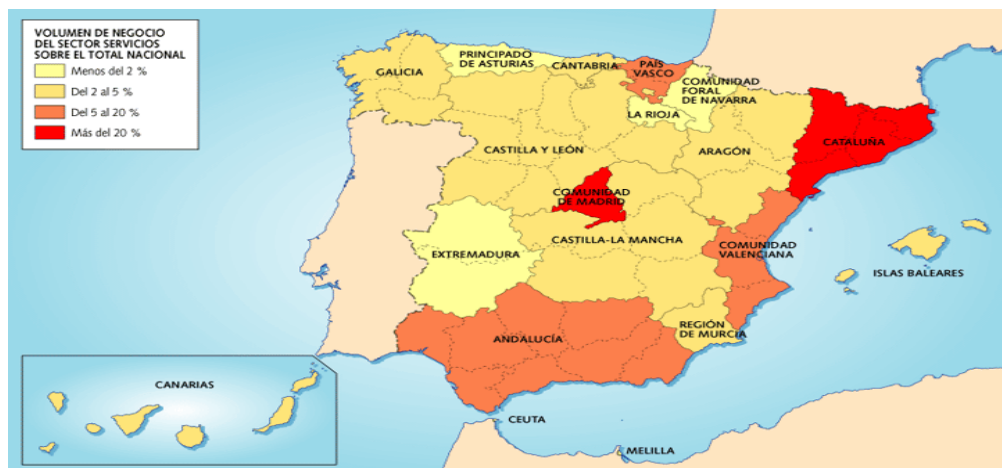 VOLUMEN DE NEGOCIO
DEL SECTOR SERVICIOS
SOBRE EL TOTAL NACIONAL
Menos del 2 %
Del 2 al 5 %
Del 5 al 20 %
Más del 20 %
GALICIA
PRINCIPADO
DE ASTURIAS
CANTABRIA
PAÍS
VASCO
COMUNIDAD
FORAL
DE NAVARRA
LA RIOJA
CASTILLA Y LEÓN
ARAGÓN
CATALUÑA
COMUNIDAD
DE MADRID
EXTREMADURA
CASTILLA-LA MANCHA
COMUNIDAD
VALENCIANA
ISLAS BALEARES
REGIÓN
DE MURCIA
ANDALUCÍA
CANARIAS
CEUTA
MELILLA